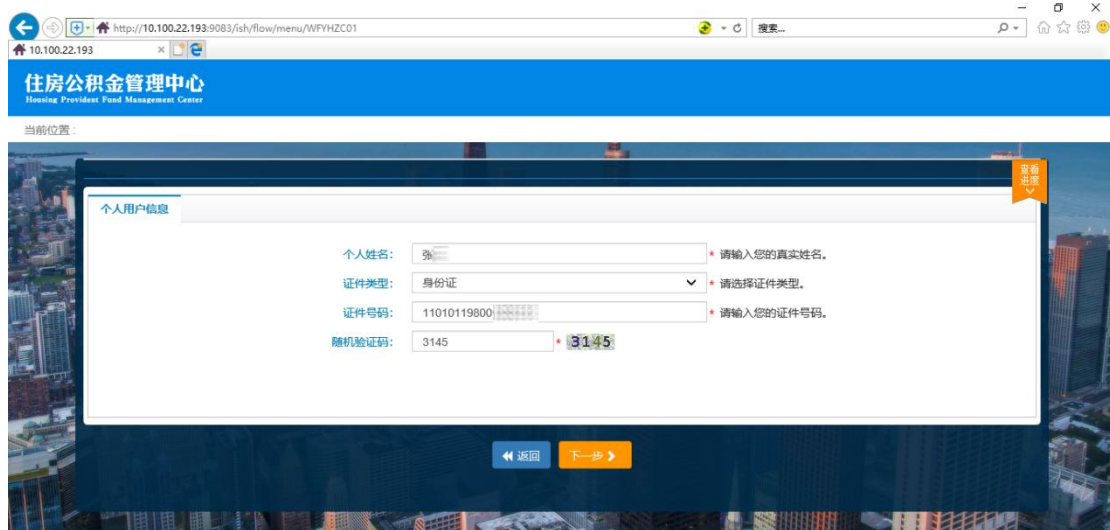 http://10.100.22.193:9083/ish/flow/menu/WFYHZC01
搜索...
10.100.22.193
住房公积金管理中心
Housing Provident Fund Management Center
当前位置：
查看
进度
个人用户信息
个人姓名： 张 * 请输入您的真实姓名。
证件类型： 身份证 * 请选择证件类型。
证件号码： 11010119800 * 请输入您的证件号码。
随机验证码： 3145 * 3145
返回 下一步